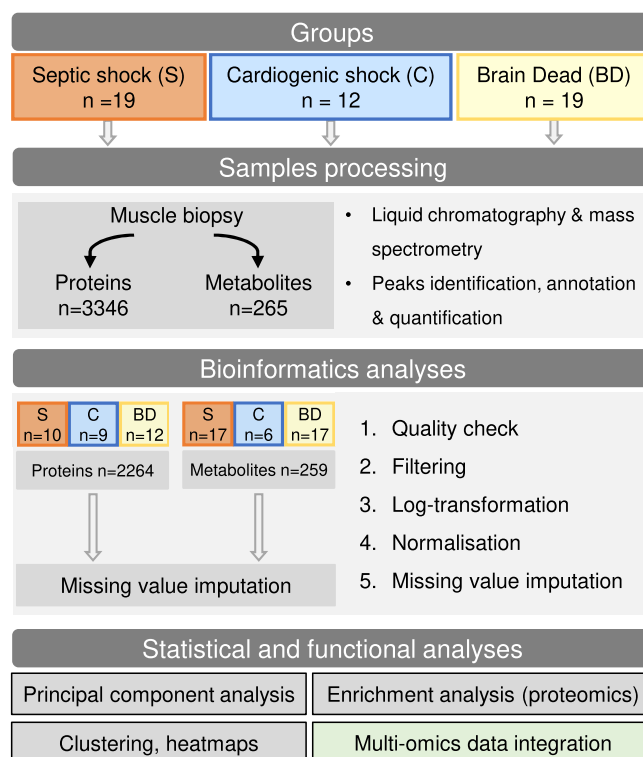 Groups
Septic shock (S)
n =19
Cardiogenic shock (C)
n = 12
Brain Dead (BD)
n = 19
Samples processing
Muscle biopsy
Proteins
n=3346
Metabolites
n=265
• Liquid chromatography & mass
spectrometry
• Peaks identification, annotation
& quantification
Bioinformatics analyses
S
n=10
C
n=9
BD
n=12
S
n=17
C
n=6
BD
n=17
Proteins n=2264
Metabolites n=259
Missing value imputation
1. Quality check
2. Filtering
3. Log-transformation
4. Normalisation
5. Missing value imputation
Statistical and functional analyses
Principal component analysis
Enrichment analysis (proteomics)
Clustering, heatmaps
Multi-omics data integration